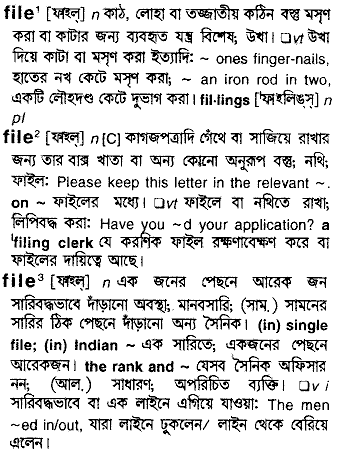 file¹ [ফাইল্] n কাঠ, লোহা বা তজ্জাতীয় কঠিন বস্তু মসৃণ
করা বা কাটার জন্য ব্যবহৃত যন্ত্র বিশেষ; উখা। □vt উখা
দিয়ে কাটা বা মসৃণ করা ইত্যাদি: ~ ones finger-nails,
হাতের নখ কেটে মসৃণ করা; ~ an iron rod in two,
একটি লৌহদণ্ড কেটে দুভাগ করা। fil·lings [ˈফাইলিঙস্] n
pl
file² [ফাইল্] n [C] কাগজপত্রাদি গেঁথে বা সাজিয়ে রাখার
জন্য তার বাক্স খাতা বা অন্য কোনো অনুরূপ বস্তু; নথি;
ফাইল: Please keep this letter in the relevant ~.
on ~ ফাইলের মধ্যে। □vt ফাইলে বা নথিতে রাখা;
লিপিবদ্ধ করা: Have you ~d your application? a
ˈfiling clerk যে করণিক ফাইল রক্ষণাবেক্ষণ করে বা
ফাইলের দায়িত্বে আছে।
file³ [ফাইল্] n এক জনের পেছনে আরেক জন
সারিবদ্ধভাবে দাঁড়ানো অবস্থা; মানবসারি; (সাম.) সামনের
সারির ঠিক পেছনে দাঁড়ানো অন্য সৈনিক। (in) single
file; (in) Indian ~ এক সারিতে; একজনের পেছনে
আরেকজন। the rank and ~ যেসব সৈনিক অফিসার
নন; (আল.) সাধারণ, অপরিচিত ব্যক্তি। □v i
সারিবদ্ধভাবে বা এক লাইনে এগিয়ে যাওয়া: The men
~ed in/out, যারা লাইনে ঢুকলেন/ লাইন থেকে বেরিয়ে
এলেন।